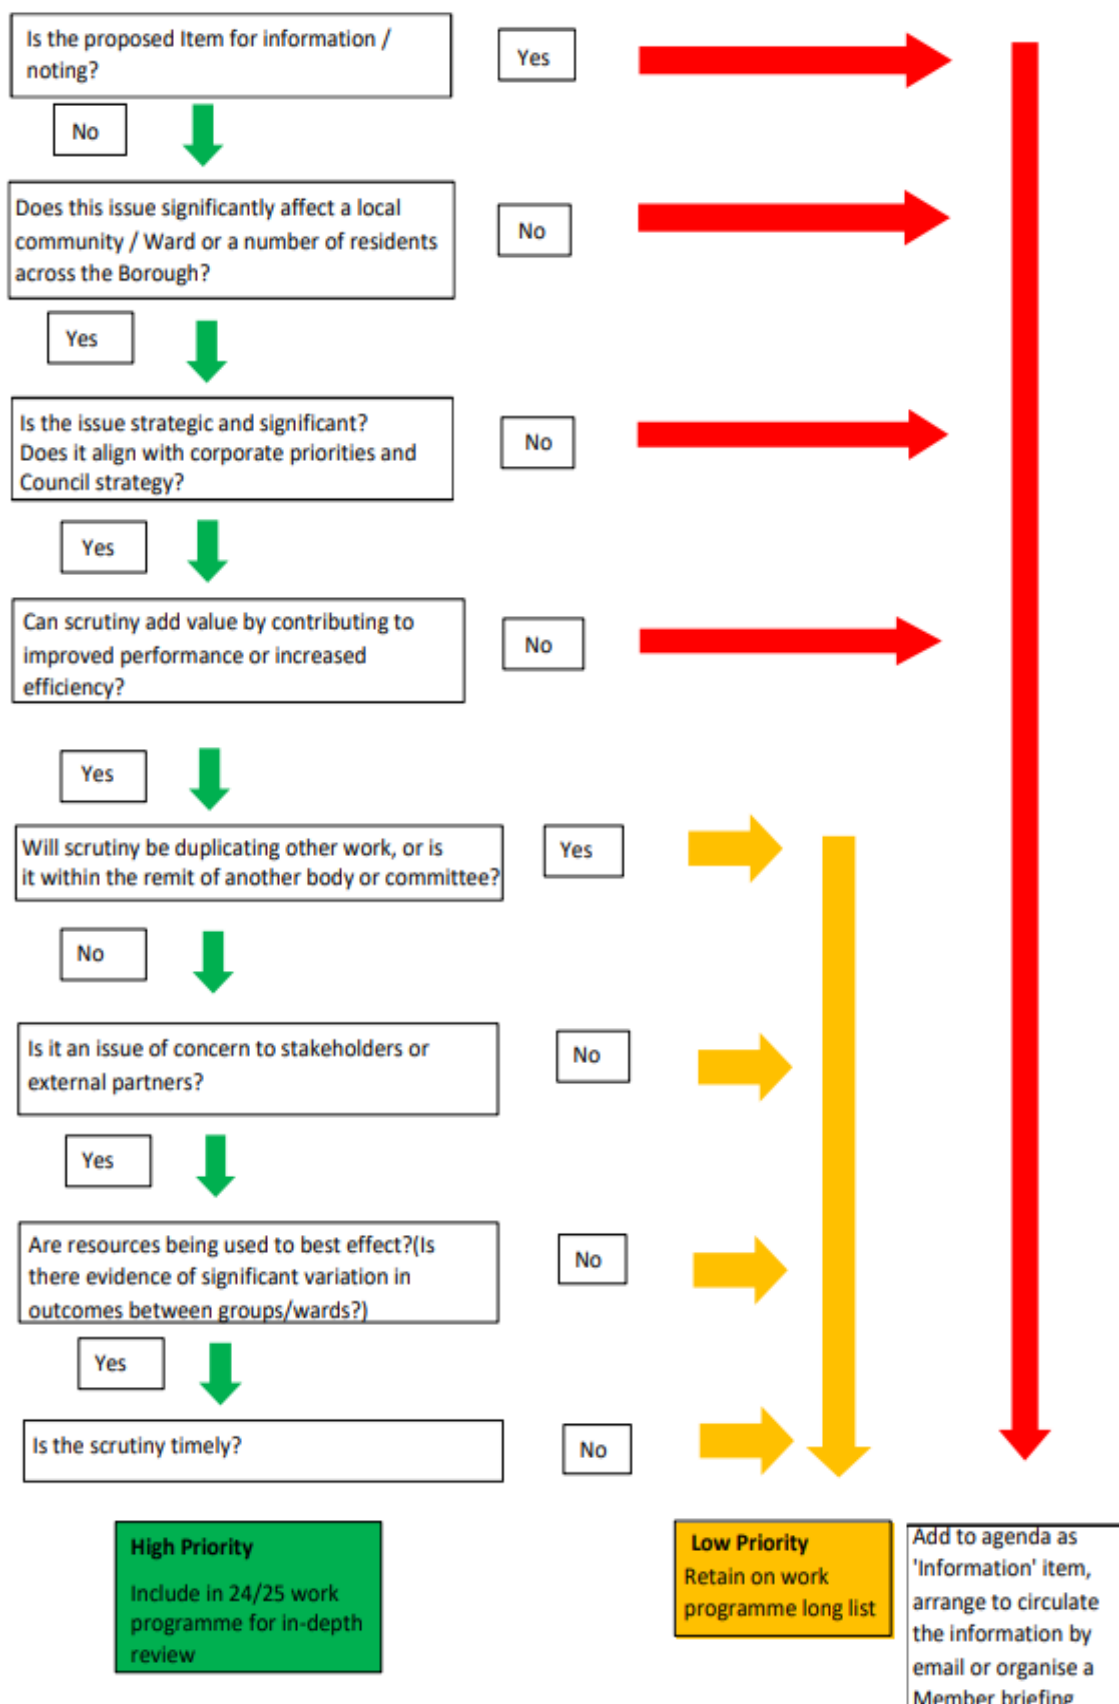 Is the proposed Item for information /
noting?
Yes
No
Does this issue significantly affect a local
community / Ward or a number of residents
across the Borough?
No
Yes
Is the issue strategic and significant?
Does it align with corporate priorities and
Council strategy?
No
Yes
Can scrutiny add value by contributing to
improved performance or increased
efficiency?
No
Yes
Will scrutiny be duplicating other work, or is
it within the remit of another body or committee?
Yes
No
Is it an issue of concern to stakeholders or
external partners?
No
Yes
Are resources being used to best effect?(Is
there evidence of significant variation in
outcomes between groups/wards?)
No
Yes
Is the scrutiny timely?
No
High Priority
Include in 24/25 work
programme for in-depth
review
Low Priority
Retain on work
programme long list
Add to agenda as
'Information' item,
arrange to circulate
the information by
email or organise a
Member briefing